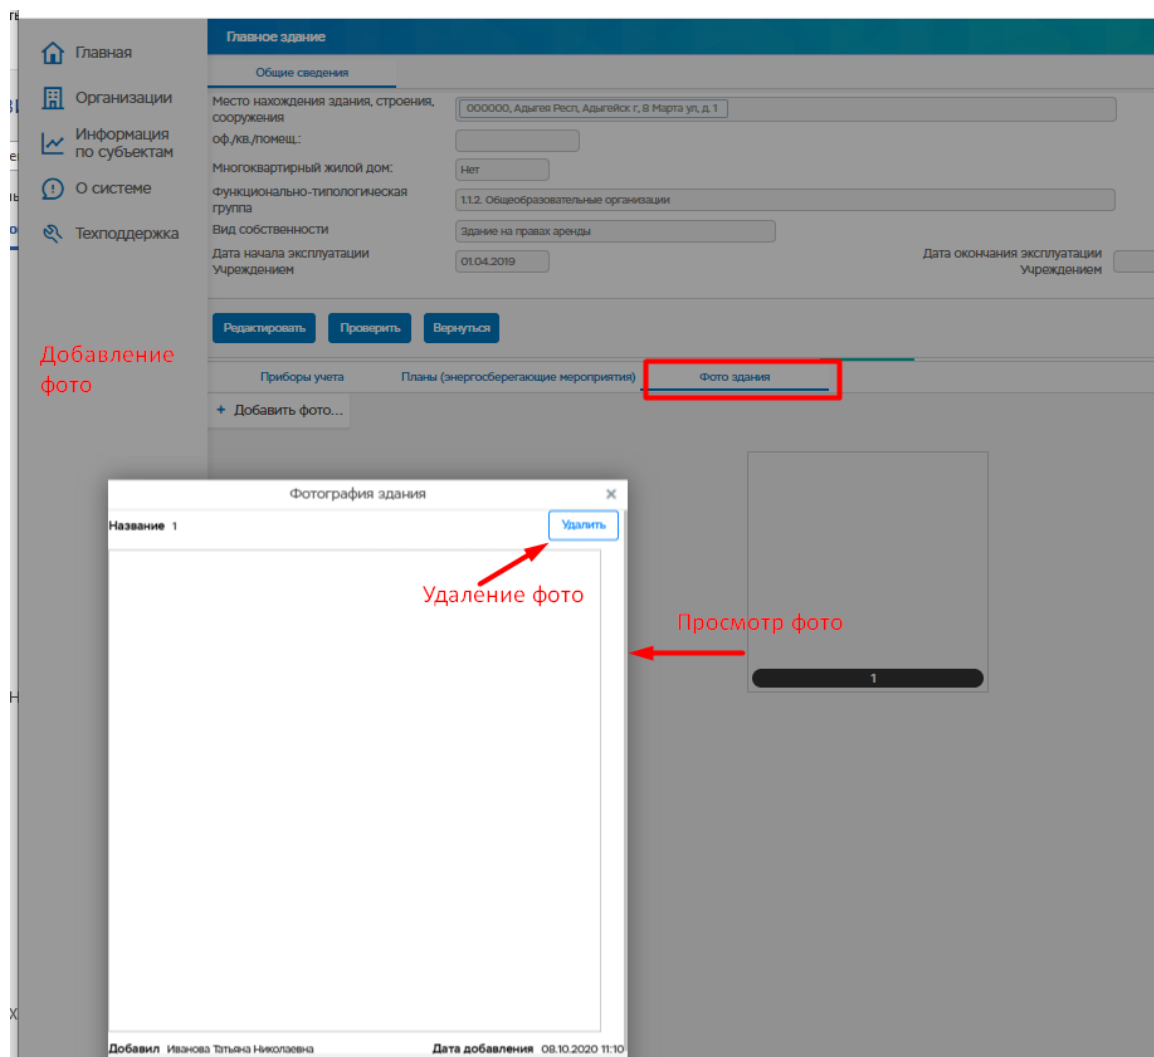 Главная
Организации
Информация
по субъектам
О системе
Техподдержка
Главное здание
Общие сведения
Место нахождения здания, строения,
сооружения
000000, Адыгея Респ, Адыгейск г, 8 Марта ул, д. 1
оф./кв./помещ.:
Многоквартирный жилой дом:
Нет
Функционально-типологическая
группа
1.1.2. Общеобразовательные организации
Вид собственности
Здание на правах аренды
Дата начала эксплуатации
Учреждением
01.04.2019
Дата окончания эксплуатации
Учреждением
Редактировать Проверить Вернуться
Добавление
фото
Приборы учета Планы (энергосберегающие мероприятия) Фото здания
+ Добавить фото...
Фотография здания ×
Название 1
Удалить
Удаление фото
Просмотр фото
1
Добавил Иванова Татьяна Николаевна Дата добавления 08.10.2020 11:10